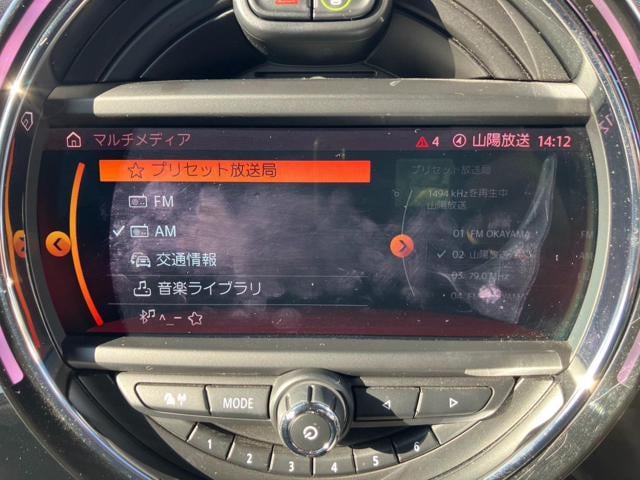 マルチメディア
4
山陽放送 14:12
プリセット放送局
FM
AM
交通情報
音楽ライブラリ
^_-☆
プリセット放送局
1494 kHzを再生中
山陽放送
01 FM OKAYAMA
02 山陽放送
03 79.0 MHz
04 FM OKAYAMA
MODE
1 2 3 4 5 6